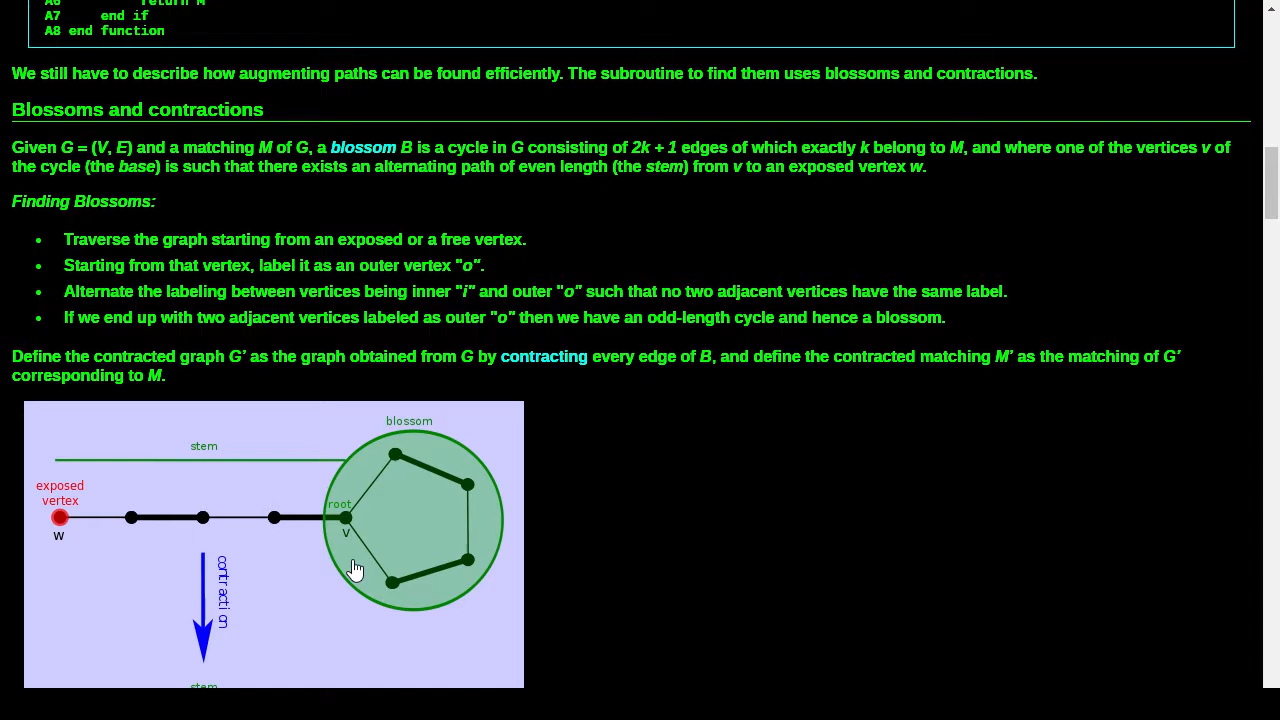 A6 return M
A7 end if
A8 end function
We still have to describe how augmenting paths can be found efficiently. The subroutine to find them uses blossoms and contractions.
Blossoms and contractions
Given G = (V, E) and a matching M of G, a blossom B is a cycle in G consisting of 2k + 1 edges of which exactly k belong to M, and where one of the vertices v of
the cycle (the base) is such that there exists an alternating path of even length (the stem) from v to an exposed vertex w.
Finding Blossoms:
• Traverse the graph starting from an exposed or a free vertex.
• Starting from that vertex, label it as an outer vertex "o".
• Alternate the labeling between vertices being inner "i" and outer "o" such that no two adjacent vertices have the same label.
• If we end up with two adjacent vertices labeled as outer "o" then we have an odd-length cycle and hence a blossom.
Define the contracted graph G’ as the graph obtained from G by contracting every edge of B, and define the contracted matching M’ as the matching of G’
corresponding to M.
blossom
stem
exposed
vertex
root
w
v
contraction
stem